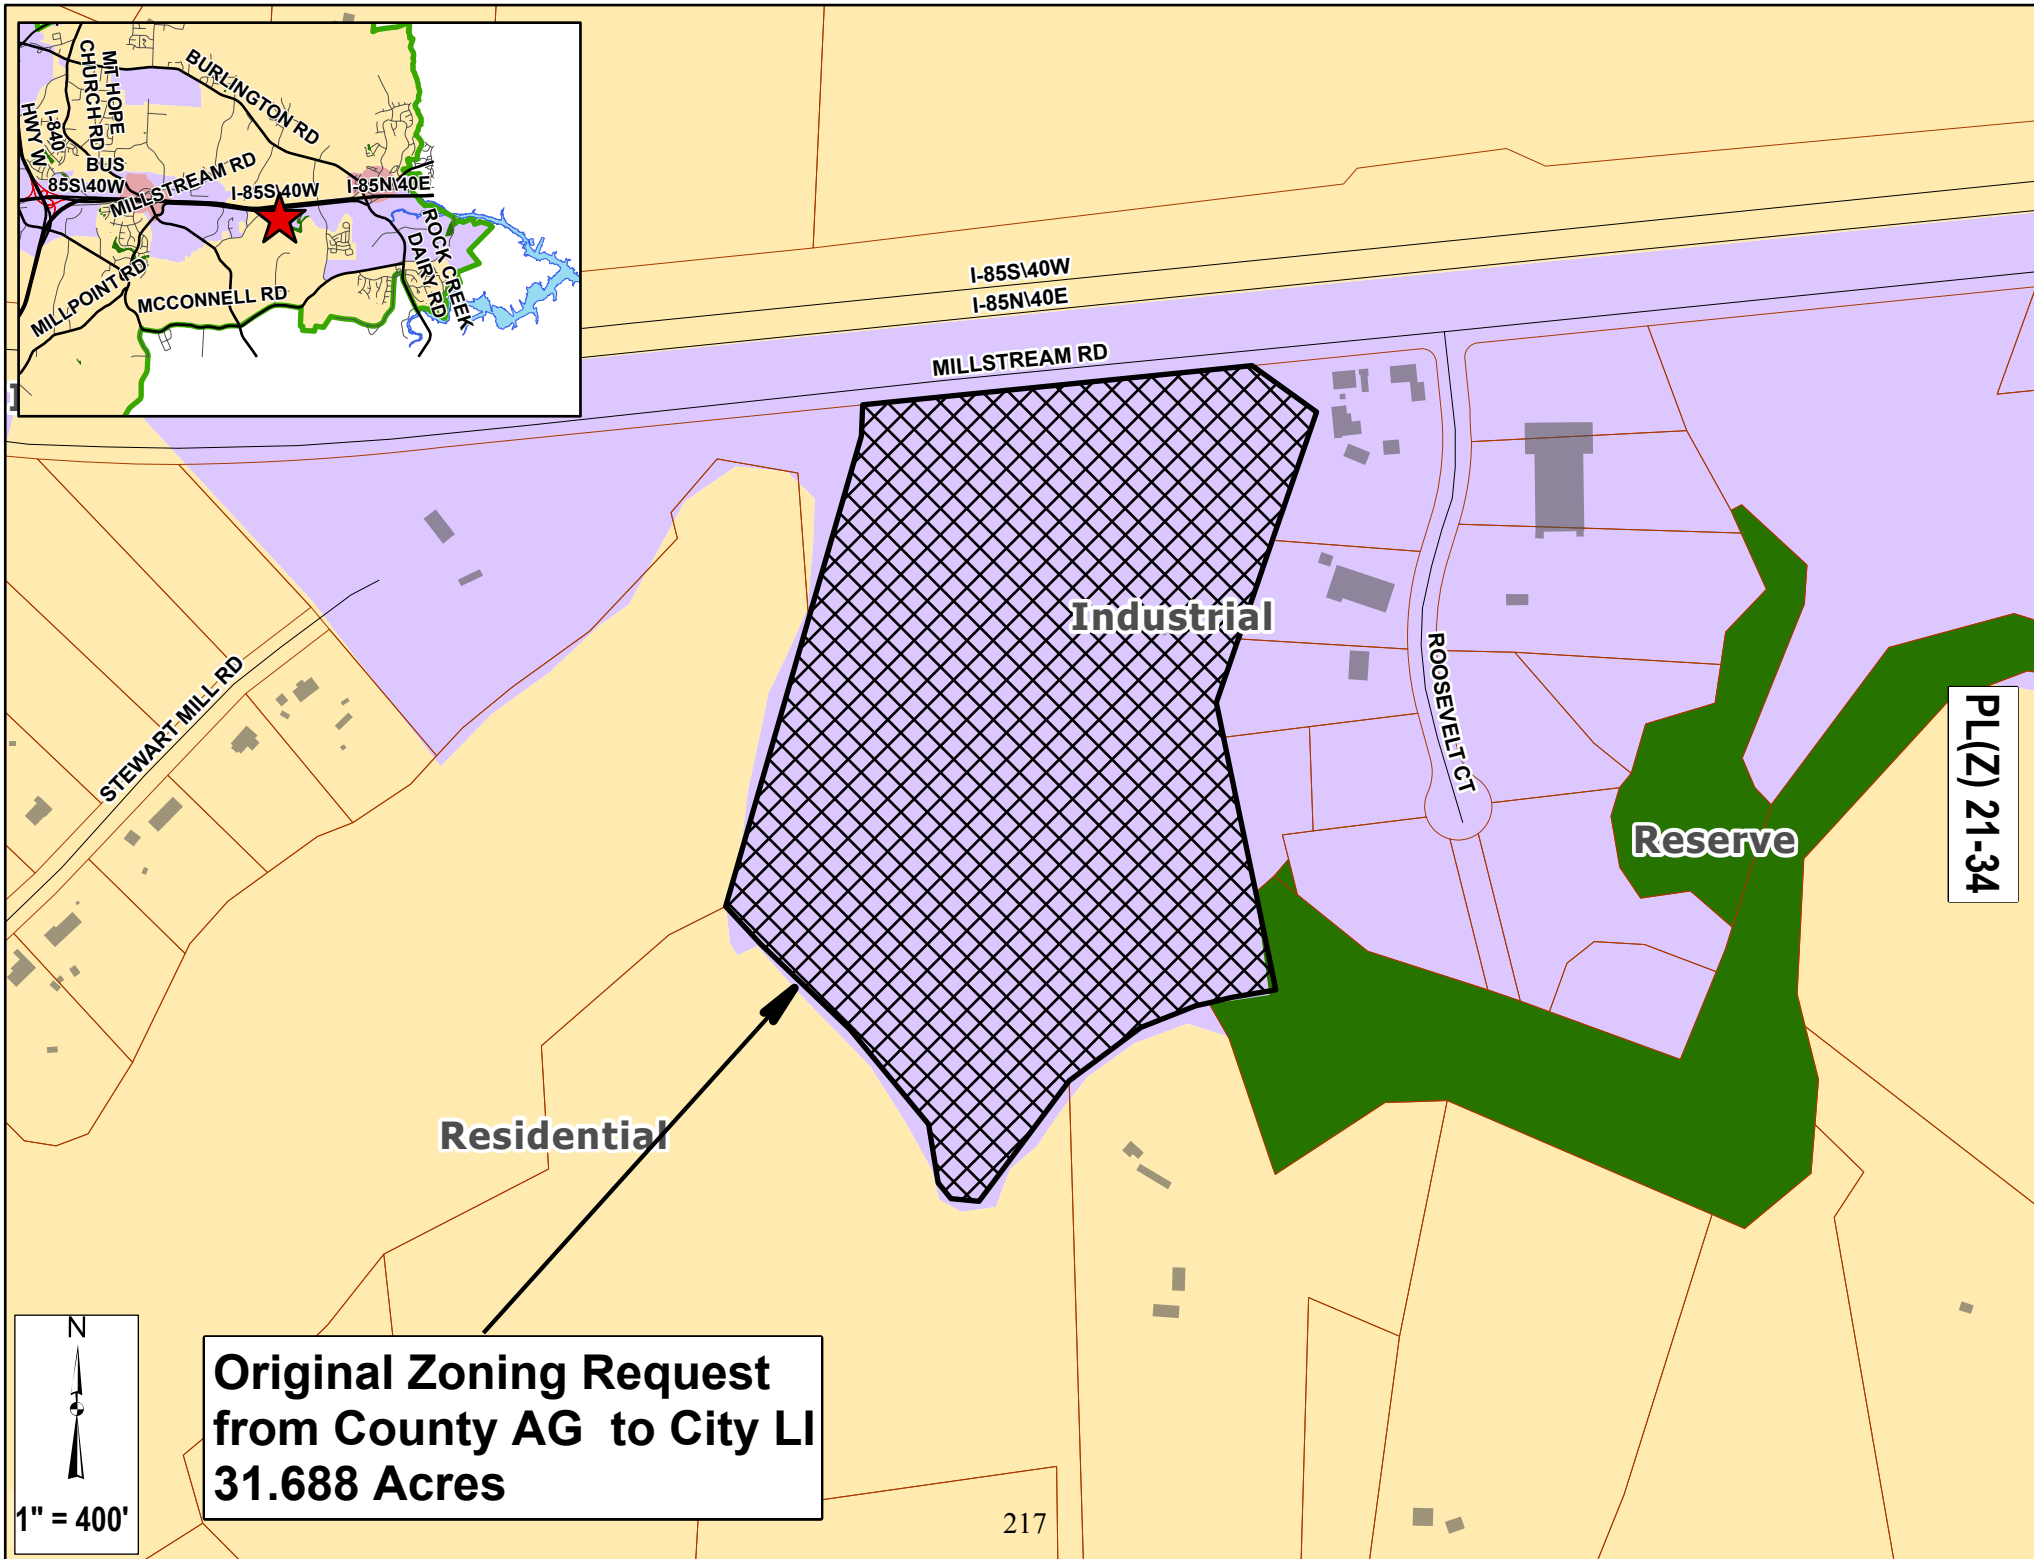 MT HOPE
CHURCH RD
BURLINGTON RD
I-840
HWY W
BUS
85S\40W
MILLSTREAM RD
I-85S\40W
I-85N\40E
ROCK CREEK
DAIRY RD
MILLPOINT RD
MCCONNELL RD
I-85S\40W
I-85N\40E
MILLSTREAM RD
Industrial
STEWART MILL RD
ROOSEVELT CT
Reserve
PL(Z) 21-34
Residential
N
1" = 400'
Original Zoning Request
from County AG to City LI
31.688 Acres
217